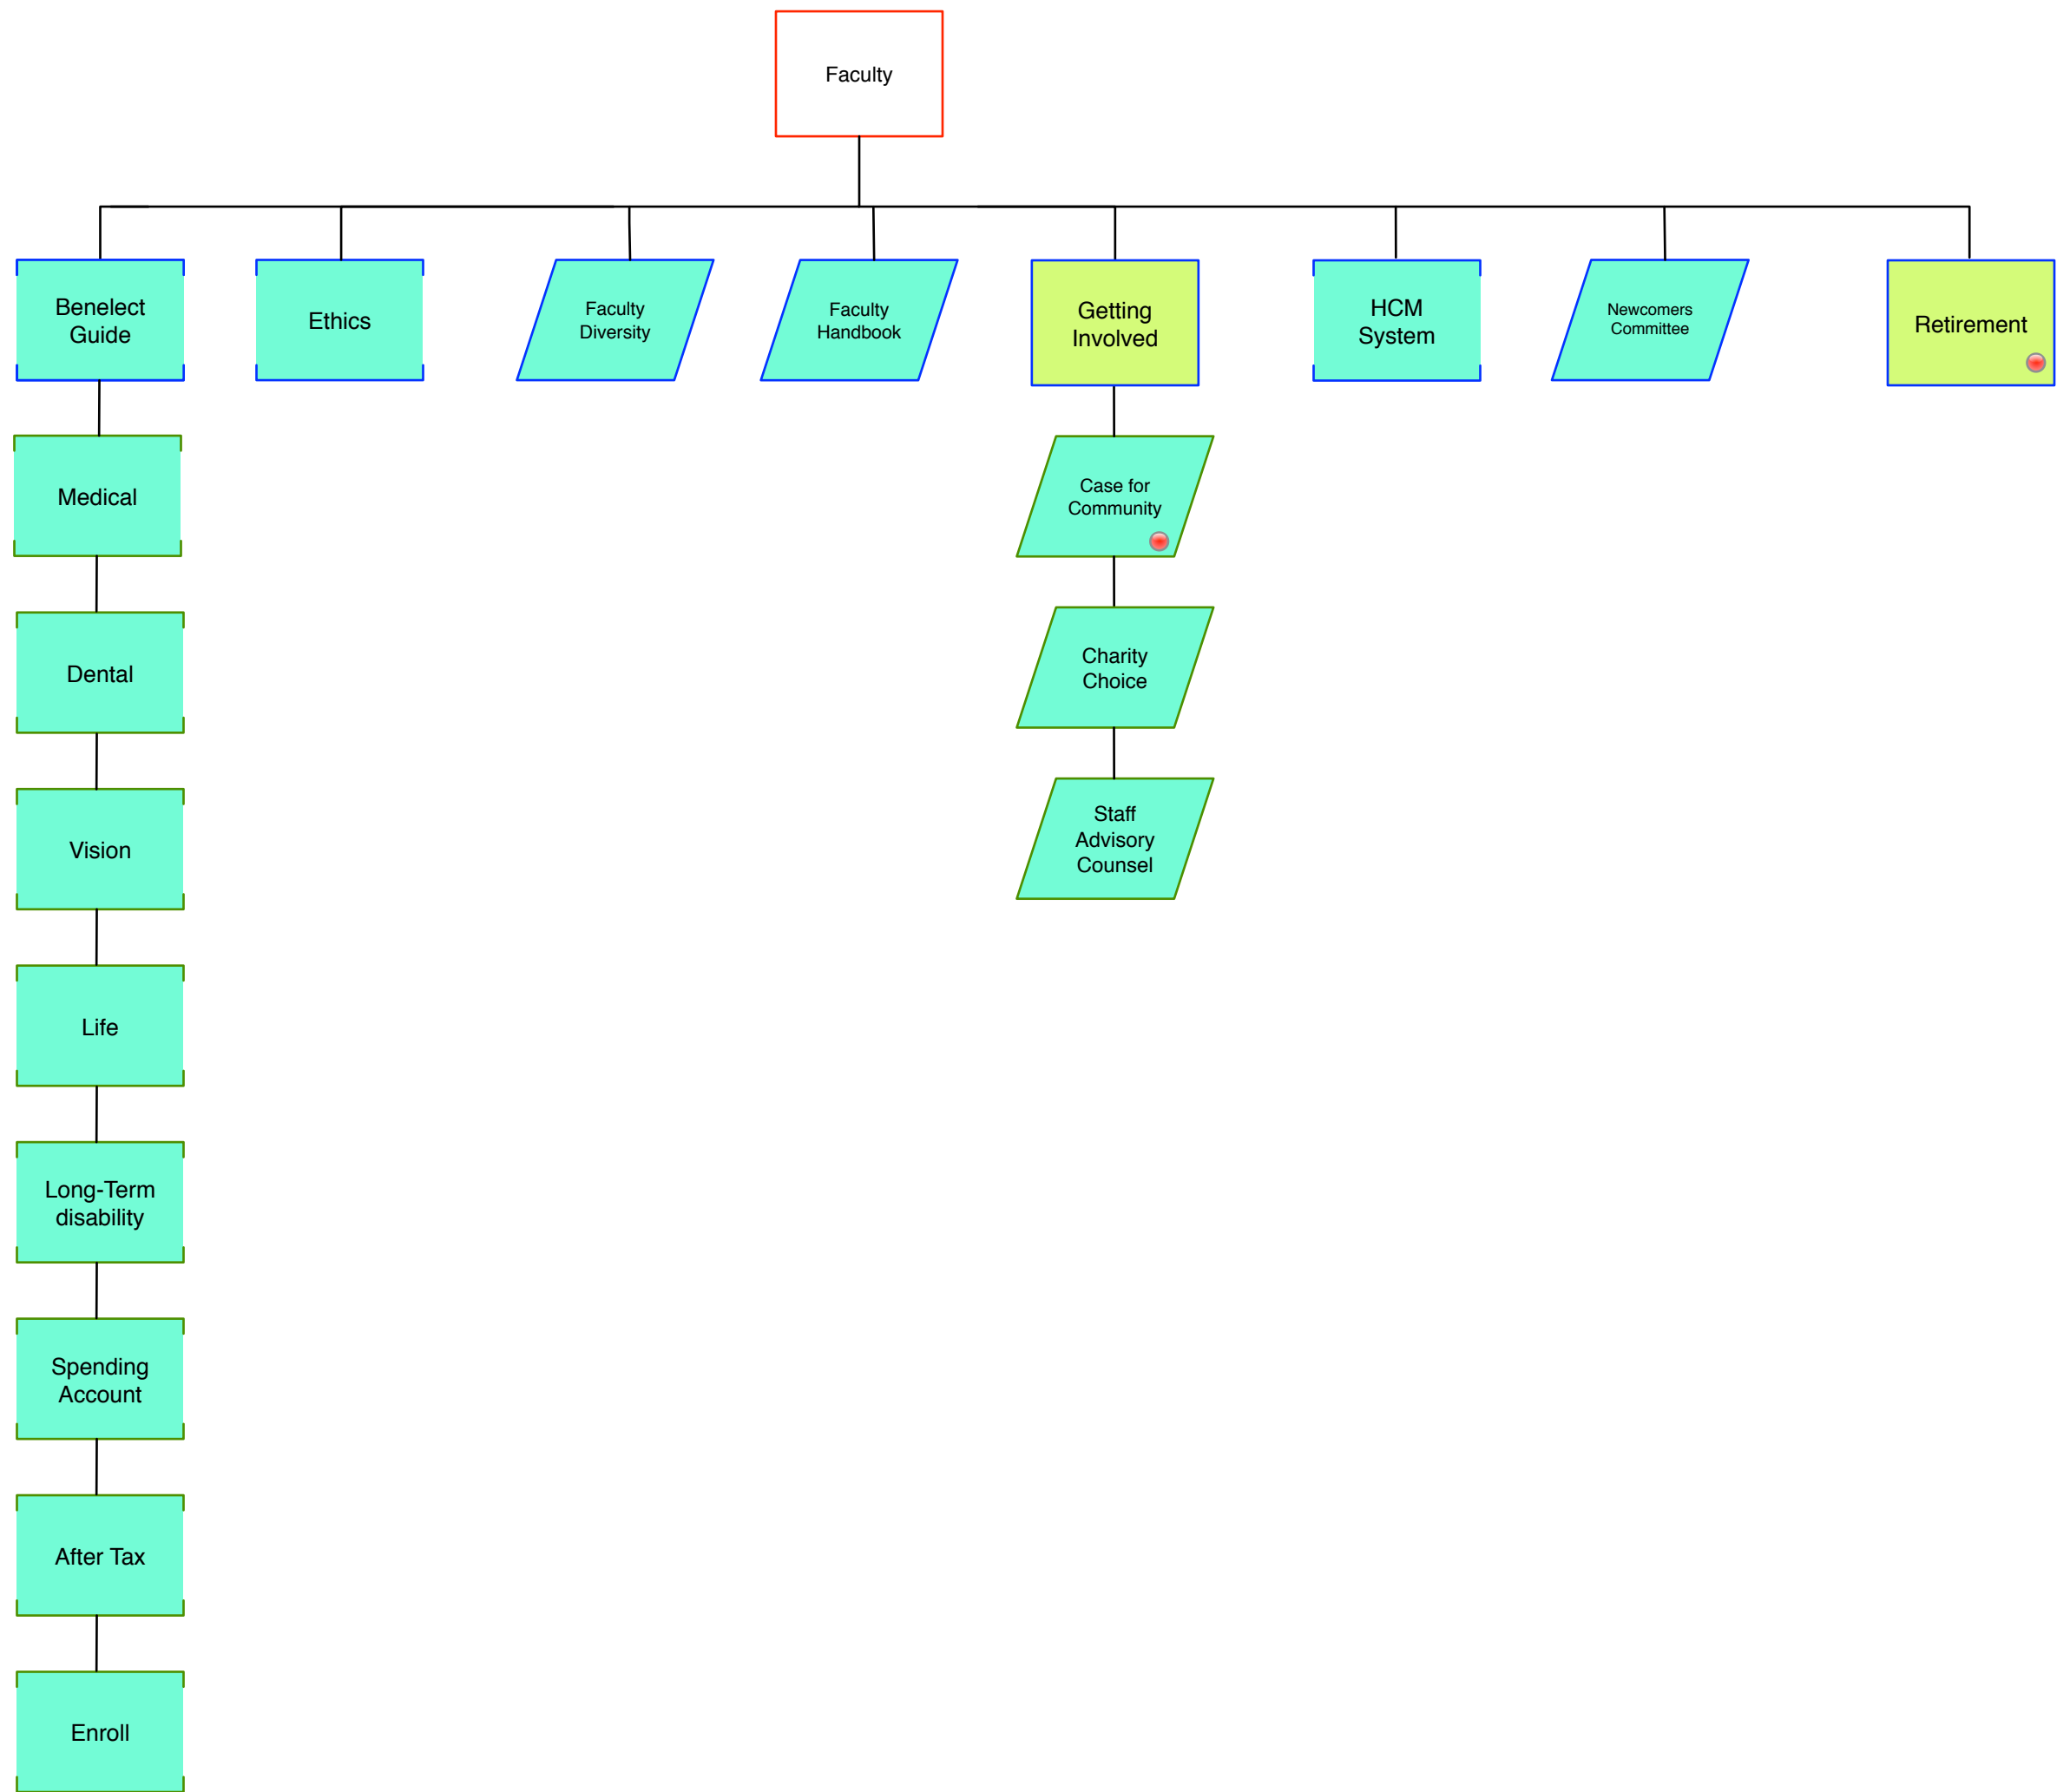 Faculty
Benelect
Guide
Ethics
Faculty
Diversity
Faculty
Handbook
Getting
Involved
HCM
System
Newcomers
Committee
Retirement
Medical
Dental
Vision
Life
Long-Term
disability
Spending
Account
After Tax
Enroll
Case for
Community
Charity
Choice
Staff
Advisory
Counsel